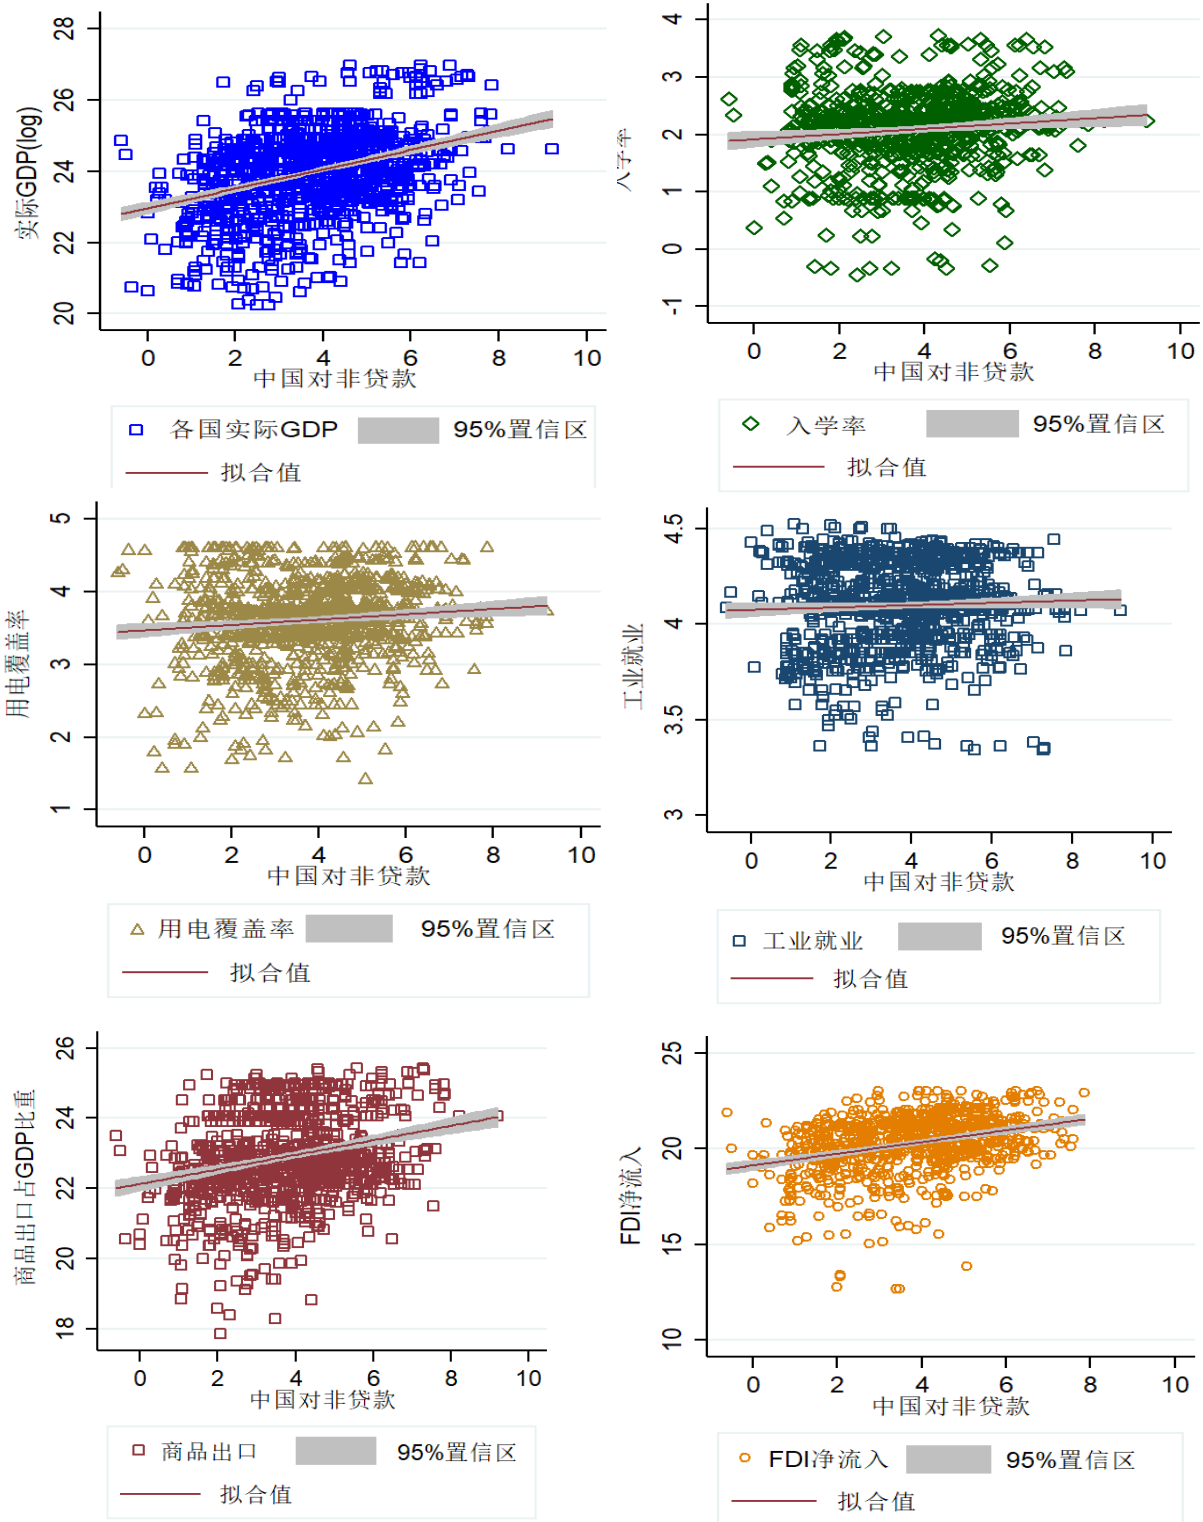 实际GDP(log)
28
26
24
22
20
0 2 4 6 8 10
中国对非贷款
各国实际GDP 95%置信区
拟合值
入学率
4
3
2
1
0
-1
0 2 4 6 8 10
中国对非贷款
入学率 95%置信区
拟合值
用电覆盖率
5
4
3
2
1
0 2 4 6 8 10
中国对非贷款
用电覆盖率 95%置信区
拟合值
工业就业
4.5
4
3.5
3
0 2 4 6 8 10
中国对非贷款
工业就业 95%置信区
拟合值
商品出口占GDP比重
26
24
22
20
18
0 2 4 6 8 10
中国对非贷款
商品出口 95%置信区
拟合值
FDI净流入
25
20
15
10
0 2 4 6 8 10
中国对非贷款
FDI净流入 95%置信区
拟合值